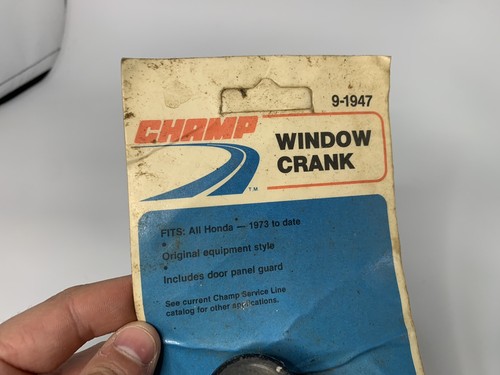 9-1947
CHAMP
T.M.
WINDOW
CRANK
FITS: All Honda — 1973 to date
• Original equipment style
• Includes door panel guard
See current Champ Service Line
catalog for other applications.